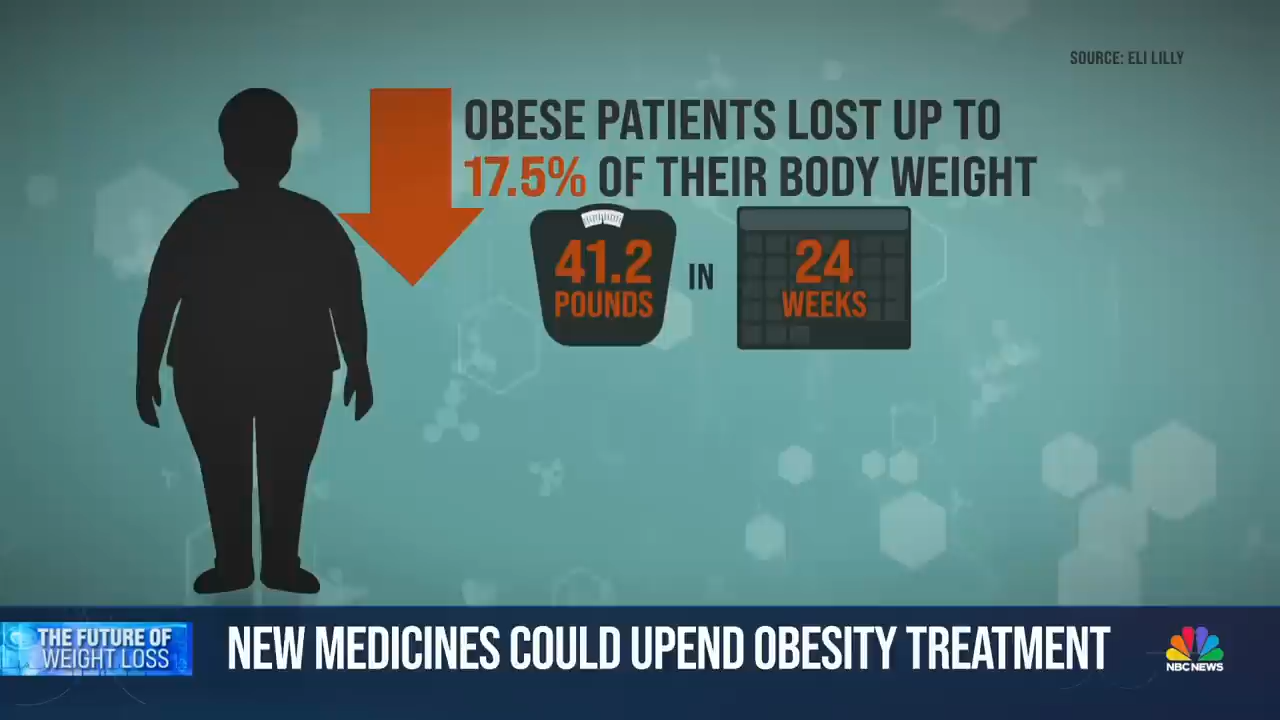 SOURCE: ELI LILLY
OBESE PATIENTS LOST UP TO
17.5% OF THEIR BODY WEIGHT
41.2
POUNDS
IN
24
WEEKS
THE FUTURE OF
WEIGHT LOSS
NEW MEDICINES COULD UPEND OBESITY TREATMENT
NBC NEWS